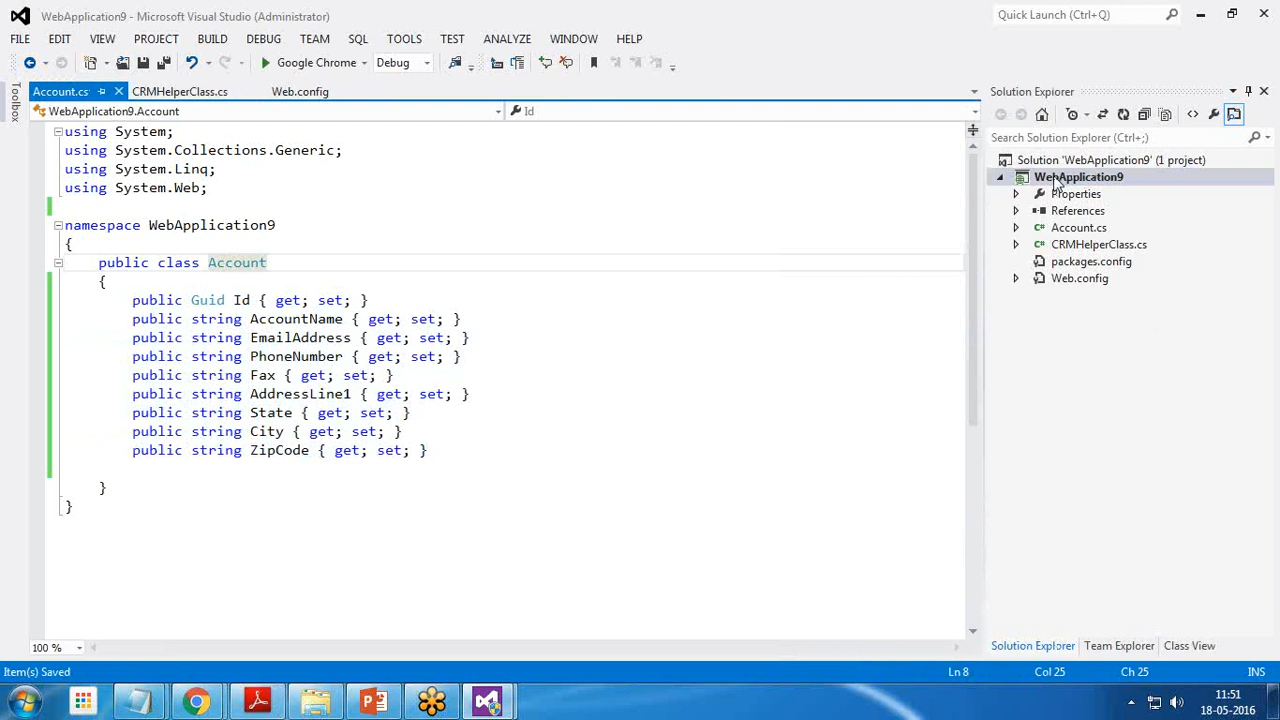 WebApplication9 - Microsoft Visual Studio (Administrator)
Quick Launch (Ctrl+Q)
FILE EDIT VIEW PROJECT BUILD DEBUG TEAM SQL TOOLS TEST ANALYZE WINDOW HELP
Google Chrome Debug
Toolbox
Account.cs CRMHelperClass.cs Web.config
WebApplication9.Account Id
using System;
using System.Collections.Generic;
using System.Linq;
using System.Web;
namespace WebApplication9
{
public class Account
{
public Guid Id { get; set; }
public string AccountName { get; set; }
public string EmailAddress { get; set; }
public string PhoneNumber { get; set; }
public string Fax { get; set; }
public string AddressLine1 { get; set; }
public string State { get; set; }
public string City { get; set; }
public string ZipCode { get; set; }
}
}
100 %
Solution Explorer
Search Solution Explorer (Ctrl+;)
Solution 'WebApplication9' (1 project)
WebApplication9
Properties
References
Account.cs
CRMHelperClass.cs
packages.config
Web.config
Solution Explorer Team Explorer Class View
Item(s) Saved Ln 8 Col 25 Ch 25 INS
11:51
18-05-2016